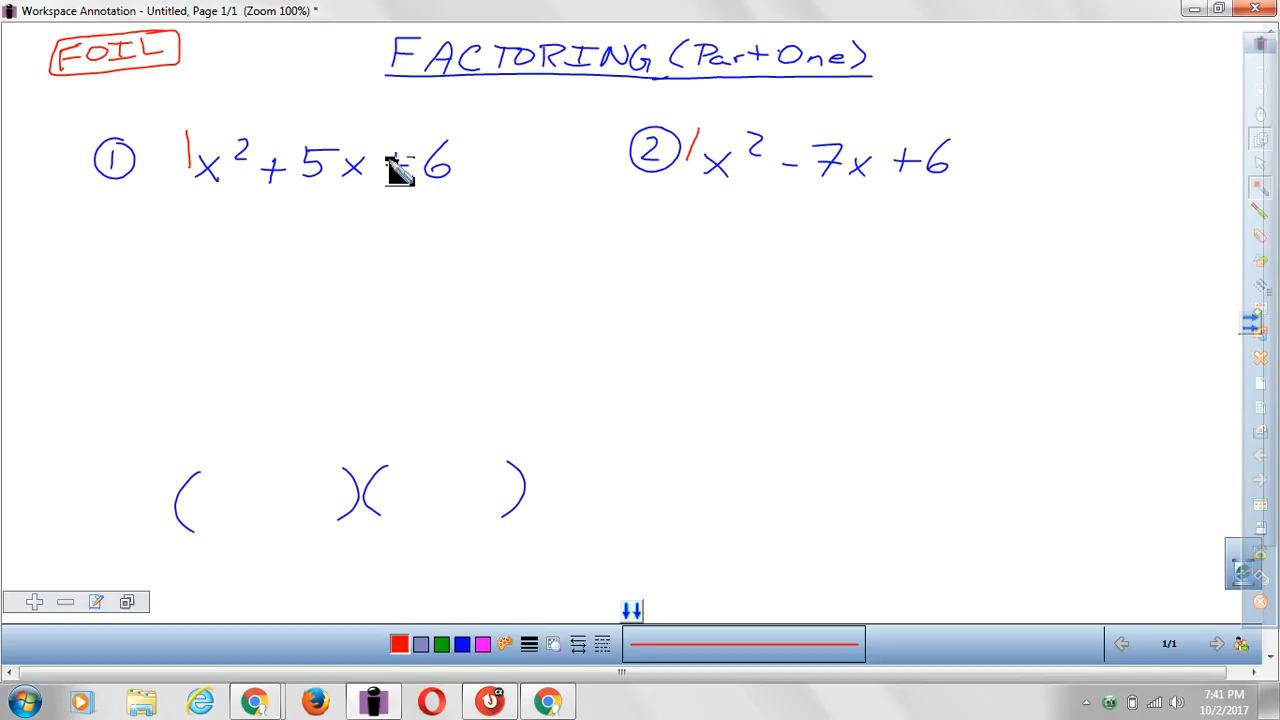 Workspace Annotation - Untitled, Page 1/1 (Zoom 100%) *
FOIL
FACTORING (Part One)
① 1x² + 5x + 6
② 1x² - 7x + 6
( )( )
1/1
7:41 PM
10/2/2017